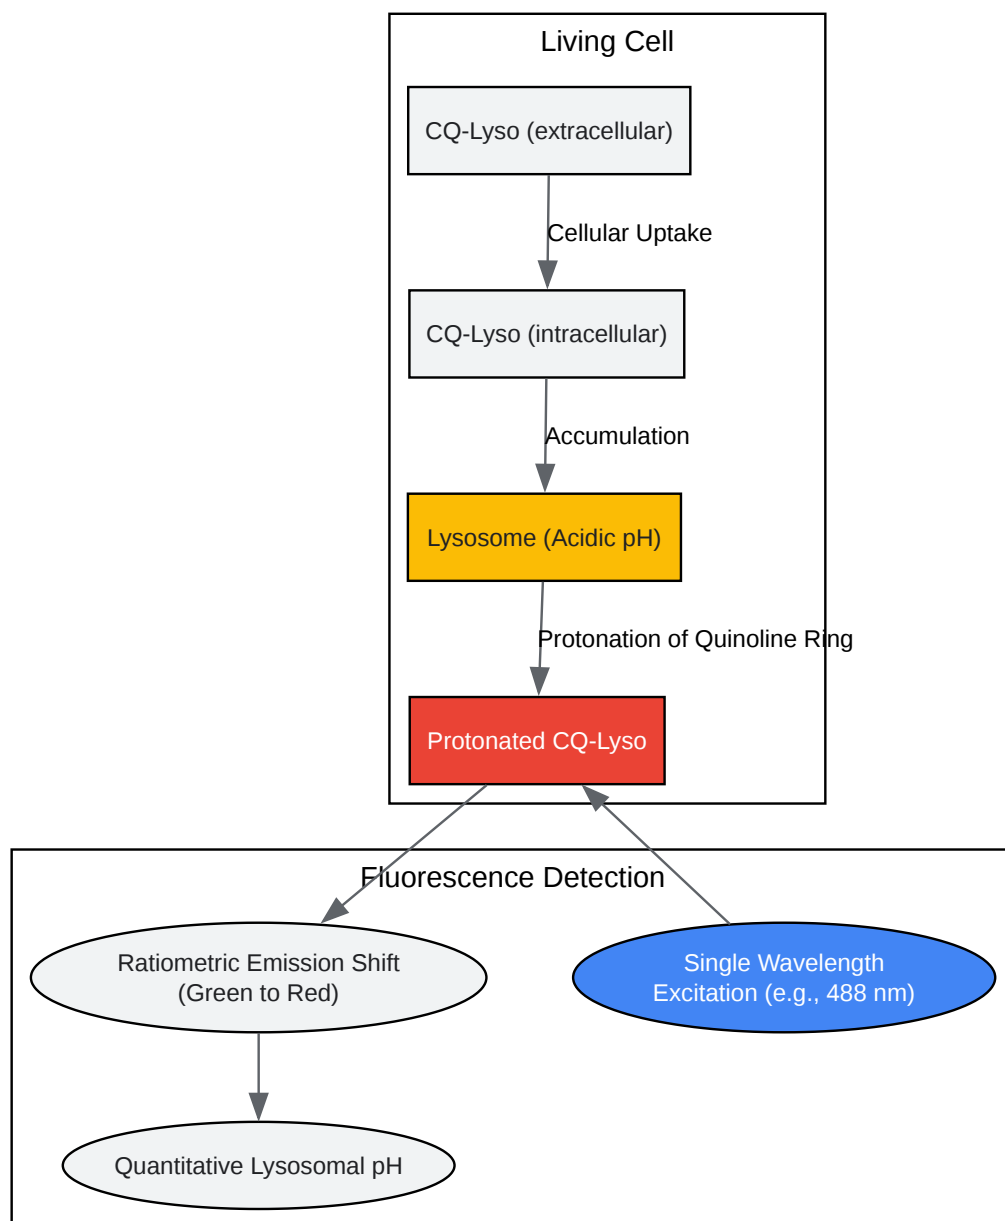 Living Cell
CQ-Lyso (extracellular)
Cellular Uptake
CQ-Lyso (intracellular)
Accumulation
Lysosome (Acidic pH)
Protonation of Quinoline Ring
Protonated CQ-Lyso
Fluorescence Detection
Ratiometric Emission Shift
(Green to Red)
Single Wavelength
Excitation (e.g., 488 nm)
Quantitative Lysosomal pH